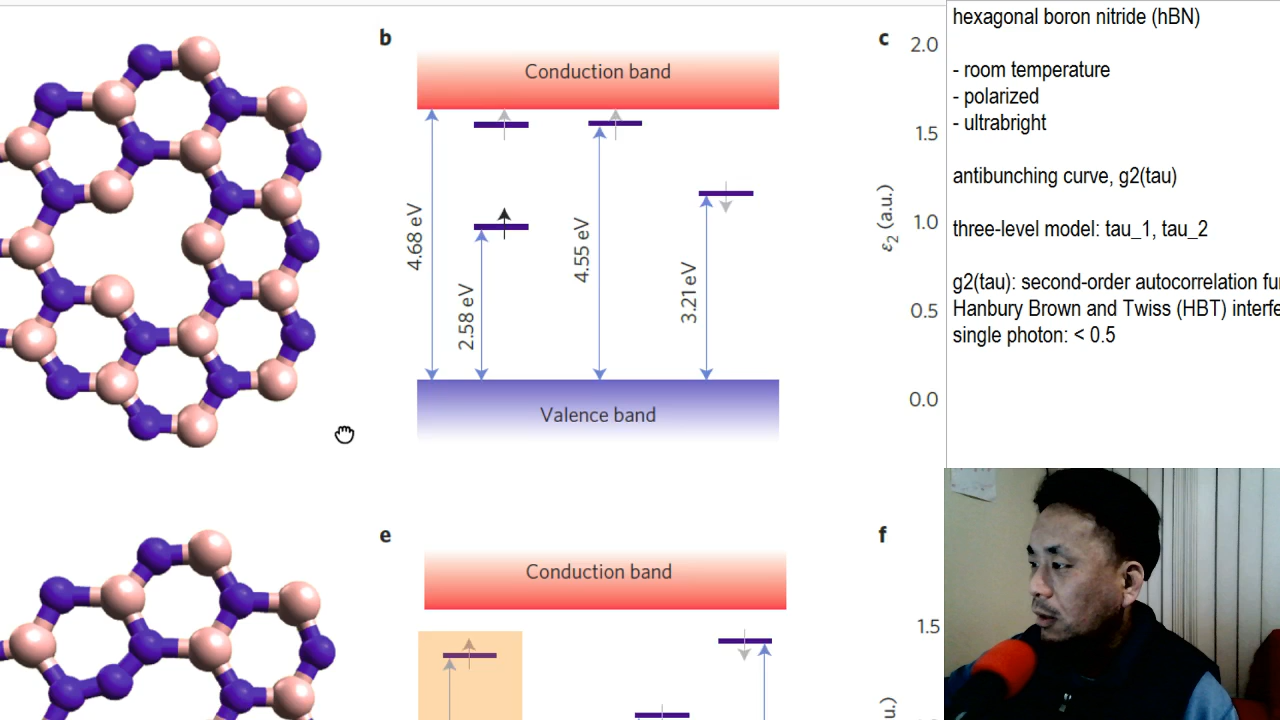 b
Conduction band
4.68 eV
2.58 eV
4.55 eV
3.21 eV
Valence band
c
2.0
1.5
1.0
0.5
0.0
ε2 (a.u.)
hexagonal boron nitride (hBN)
- room temperature
- polarized
- ultrabright
antibunching curve, g2(tau)
three-level model: tau_1, tau_2
g2(tau): second-order autocorrelation fu
Hanbury Brown and Twiss (HBT) interfe
single photon: < 0.5
e
Conduction band
f
1.5
u.)